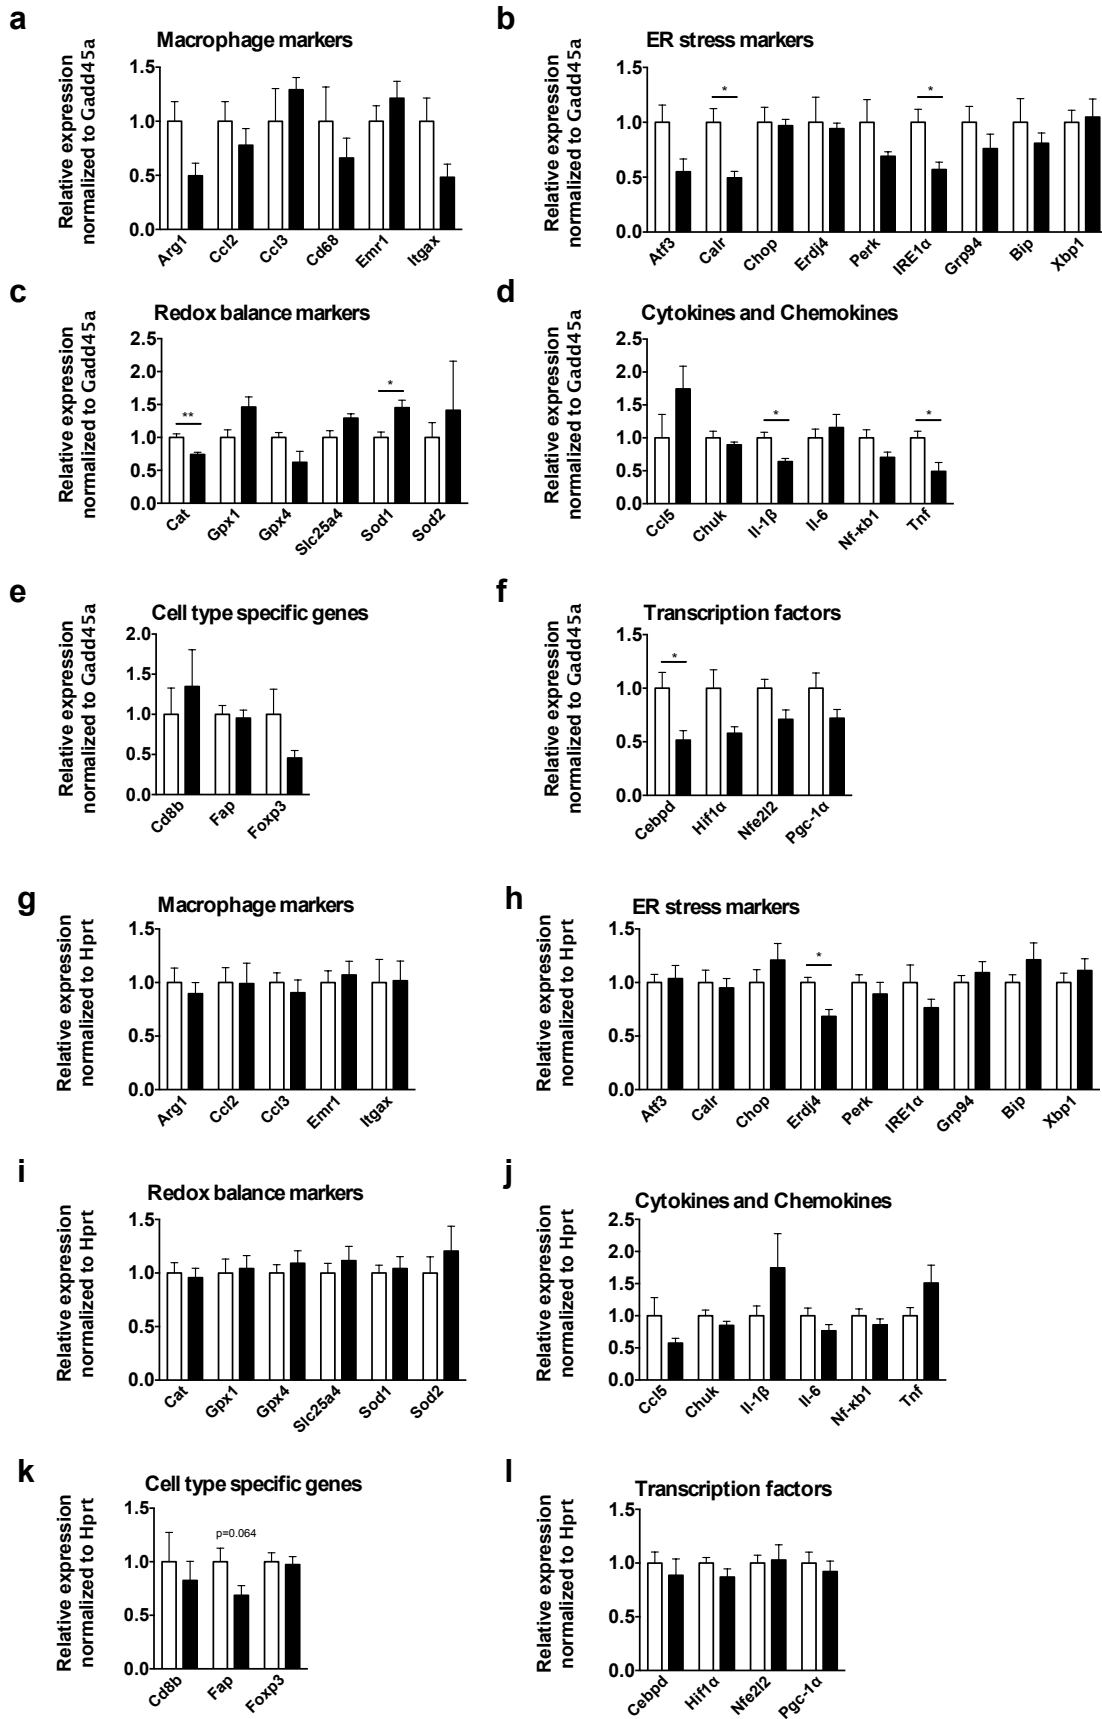 a
Macrophage markers
Relative expression
normalized to Gadd45a
1.5
1.0
0.5
0.0
Arg1
Ccl2
Ccl3
Cd68
Emr1
Itgax
b
ER stress markers
Relative expression
normalized to Gadd45a
1.5
1.0
0.5
0.0
*
*
Atf3
Calr
Chop
Erdj4
Perk
IRE1α
Grp94
Bip
Xbp1
c
Redox balance markers
Relative expression
normalized to Gadd45a
2.5
2.0
1.5
1.0
0.5
0.0
**
*
Cat
Gpx1
Gpx4
Slc25a4
Sod1
Sod2
d
Cytokines and Chemokines
Relative expression
normalized to Gadd45a
2.5
2.0
1.5
1.0
0.5
0.0
*
*
Ccl5
Chuk
Il-1β
Il-6
Nf-κb1
Tnf
e
Cell type specific genes
Relative expression
normalized to Gadd45a
2.0
1.5
1.0
0.5
0.0
Cd8b
Fap
Foxp3
f
Transcription factors
Relative expression
normalized to Gadd45a
1.5
1.0
0.5
0.0
*
Cebpd
Hif1α
Nfe2l2
Pgc-1α
g
Macrophage markers
Relative expression
normalized to Hprt
1.5
1.0
0.5
0.0
Arg1
Ccl2
Ccl3
Emr1
Itgax
h
ER stress markers
Relative expression
normalized to Hprt
1.5
1.0
0.5
0.0
*
Atf3
Calr
Chop
Erdj4
Perk
IRE1α
Grp94
Bip
Xbp1
i
Redox balance markers
Relative expression
normalized to Hprt
1.5
1.0
0.5
0.0
Cat
Gpx1
Gpx4
Slc25a4
Sod1
Sod2
j
Cytokines and Chemokines
Relative expression
normalized to Hprt
2.5
2.0
1.5
1.0
0.5
0.0
Ccl5
Chuk
Il-1β
Il-6
Nf-κb1
Tnf
k
Cell type specific genes
Relative expression
normalized to Hprt
1.5
1.0
0.5
0.0
p=0.064
Cd8b
Fap
Foxp3
l
Transcription factors
Relative expression
normalized to Hprt
1.5
1.0
0.5
0.0
Cebpd
Hif1α
Nfe2l2
Pgc-1α